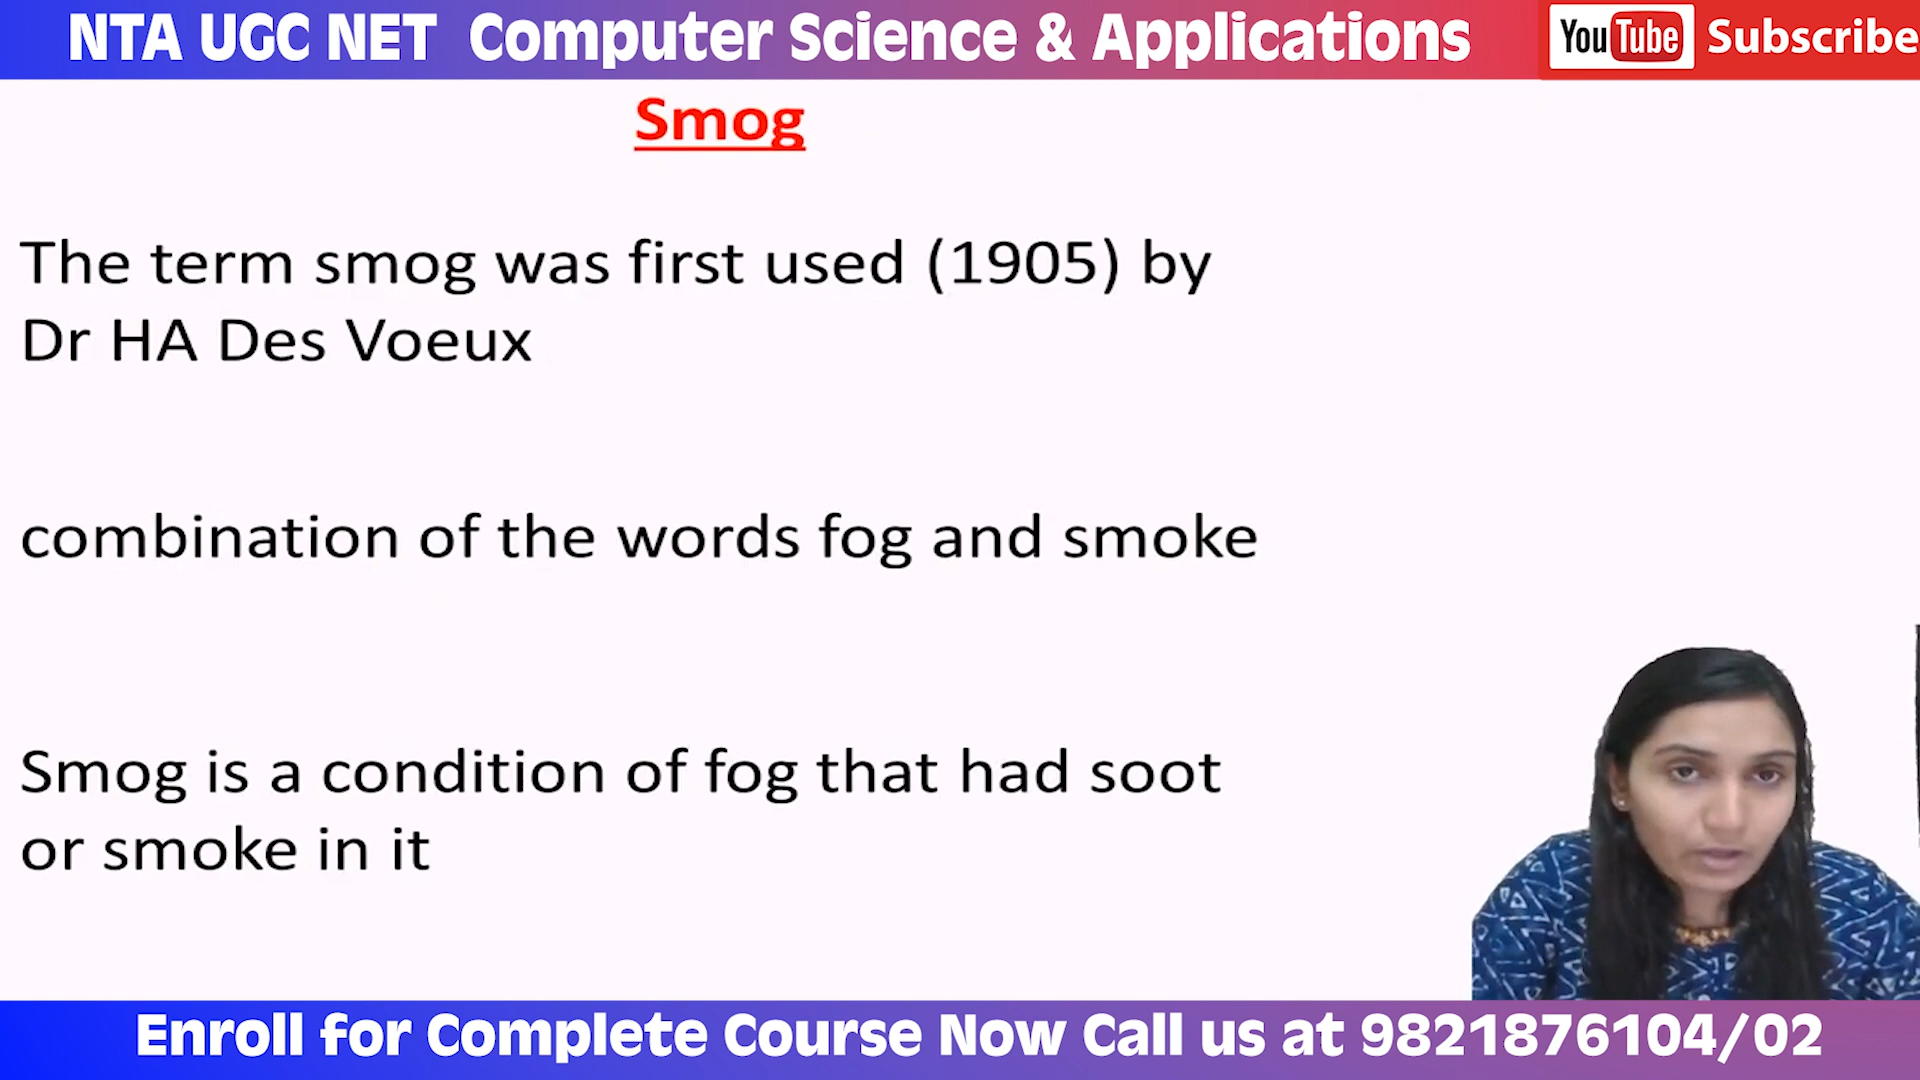 NTA UGC NET Computer Science & Applications
YouTube Subscribe
Smog
The term smog was first used (1905) by
Dr HA Des Voeux
combination of the words fog and smoke
Smog is a condition of fog that had soot
or smoke in it
Enroll for Complete Course Now Call us at 9821876104/02